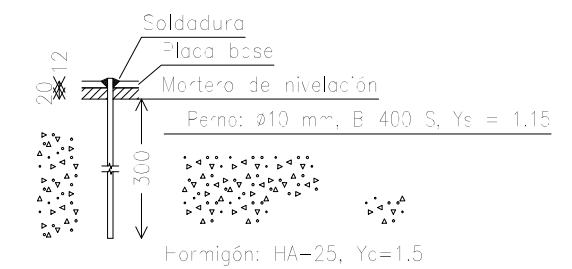 Soldadura
Placa base
Mortero de nivelación
Perno: ø10 mm, B 400 S, Ys = 1.15
20
12
300
Hormigón: HA-25, Yc=1.5